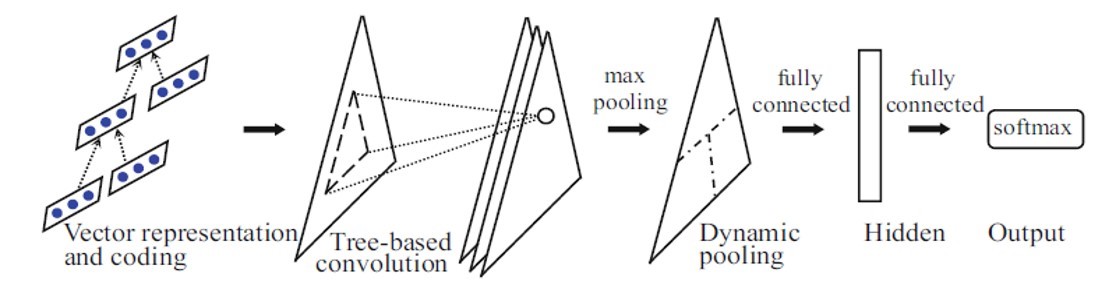 max
pooling
fully
connected
fully
connected
softmax
Vector representation
and coding
Tree-based
convolution
Dynamic
pooling
Hidden
Output